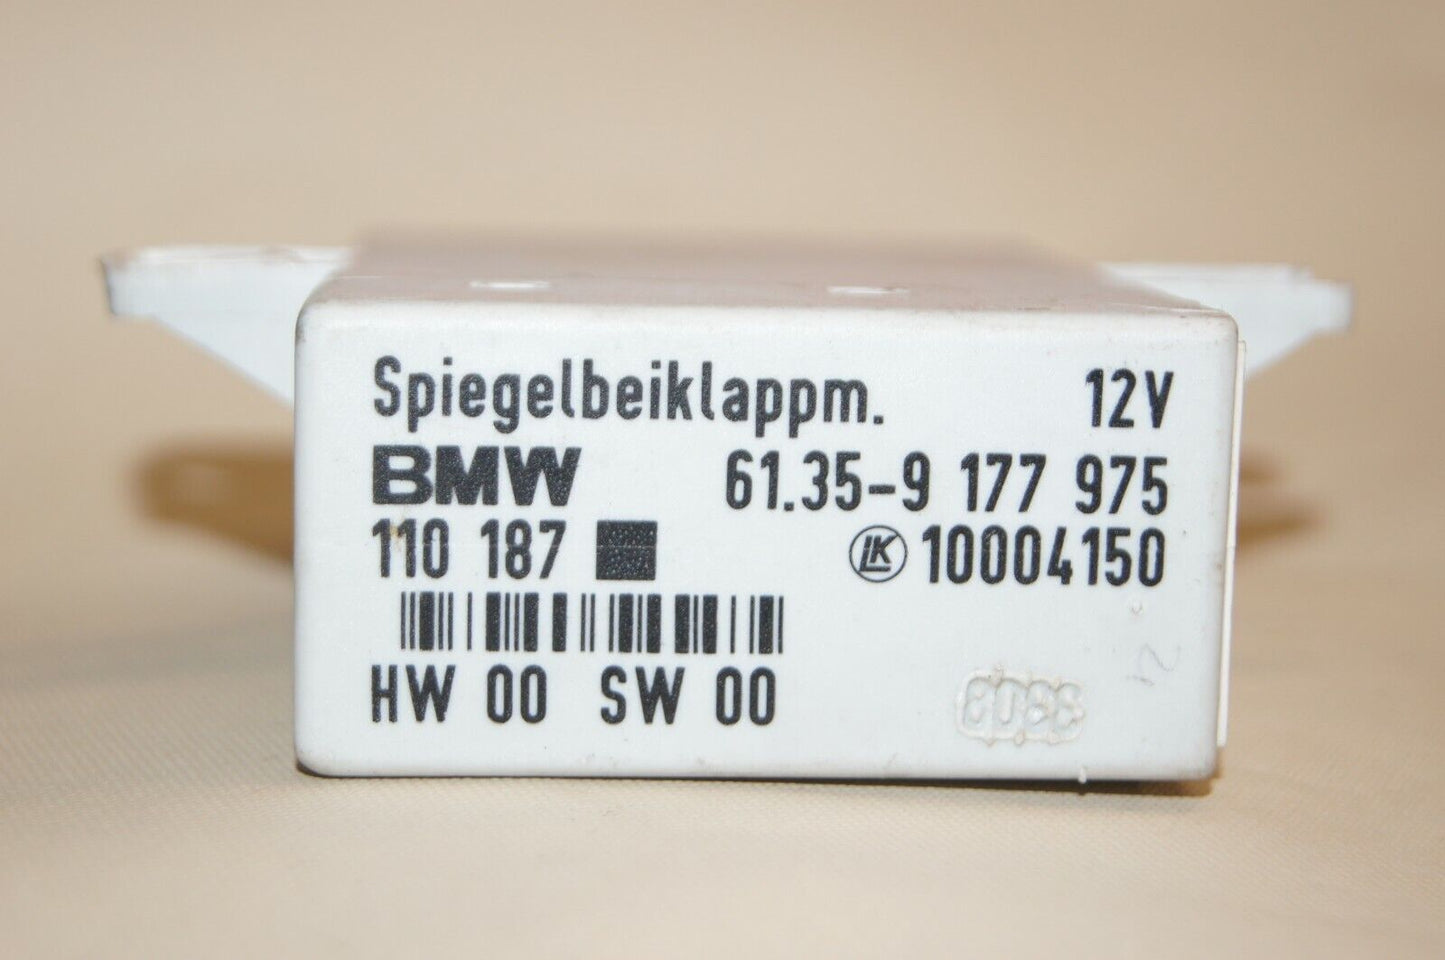 Spiegelbeiklappm. 12V
BMW 61.35-9 177 975
110 187 LK 10004150
HW 00 SW 00